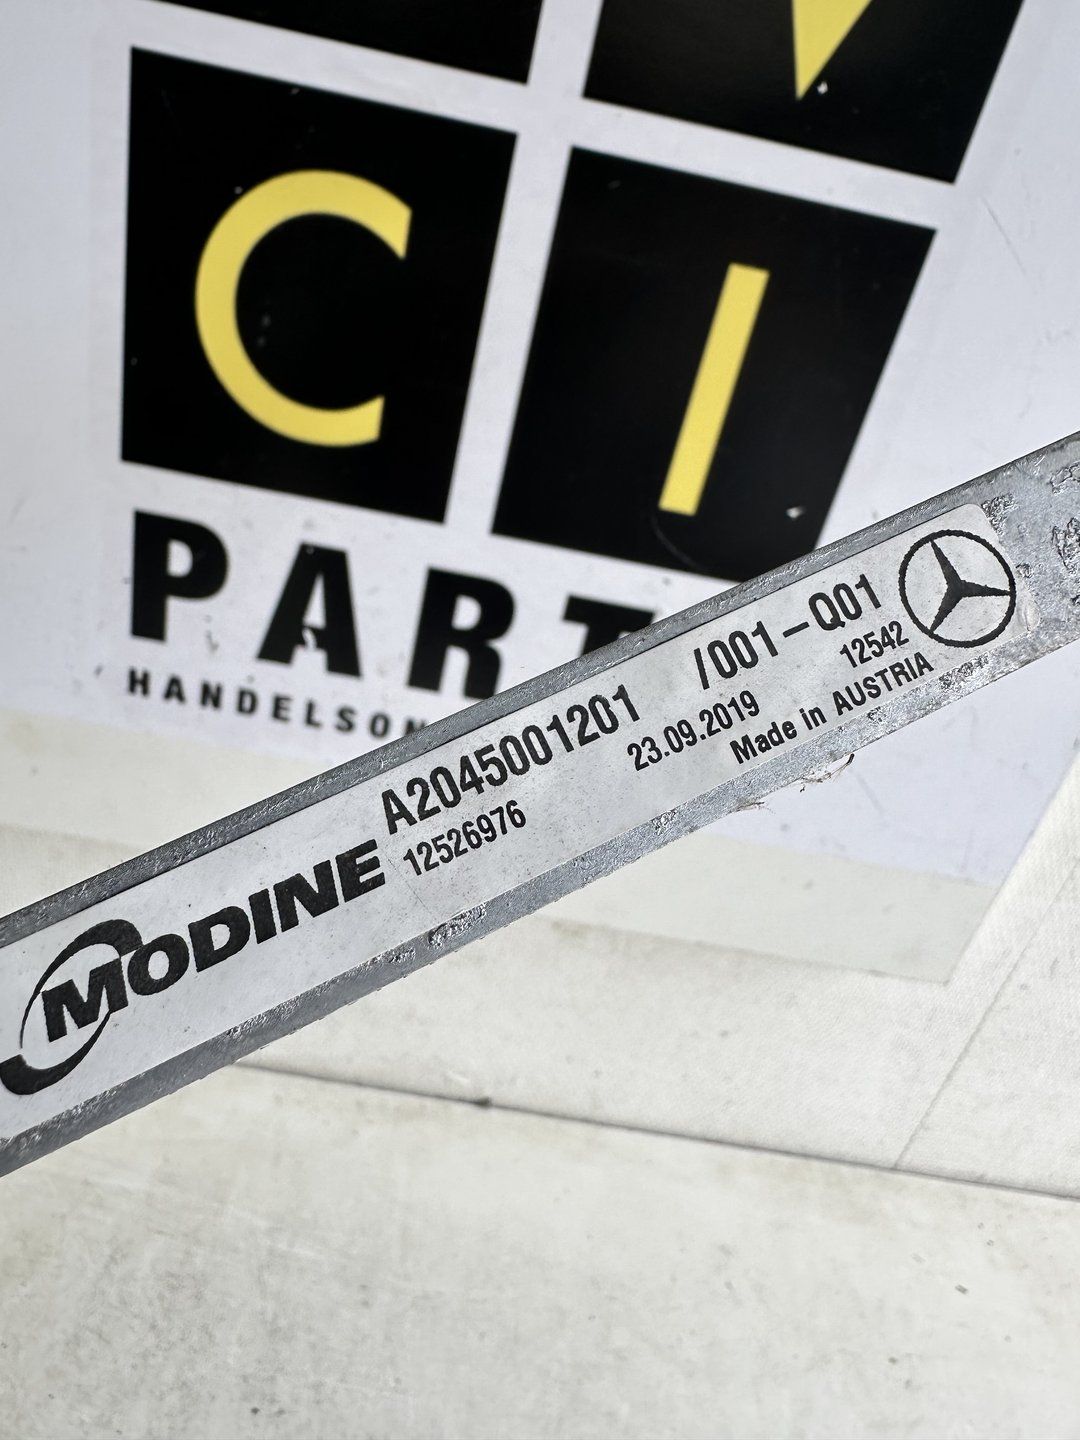 C I
PART
HANDELSON
MODINE
A2045001201 /001-Q01
12526976
23.09.2019
12542
Made in AUSTRIA